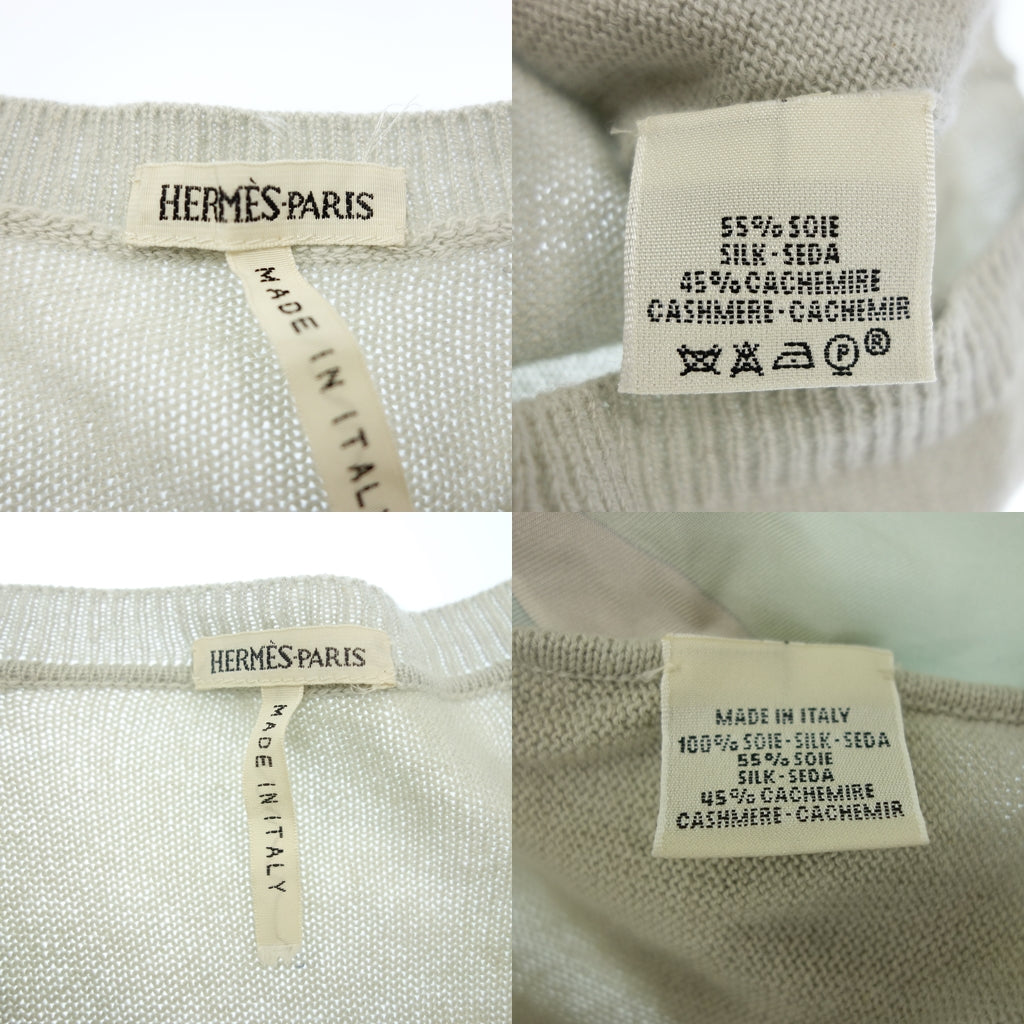 HERMÈS-PARIS
MADE IN ITAL
55% SOIE
SILK - SEDA
45% CACHEMIRE
CASHMERE - CACHEMIR
P ®
HERMÈS-PARIS
MADE IN ITALY
MADE IN ITALY
100% SOIE - SILK - SEDA
55% SOIE
SILK - SEDA
45% CACHEMIRE
CASHMERE - CACHEMIR